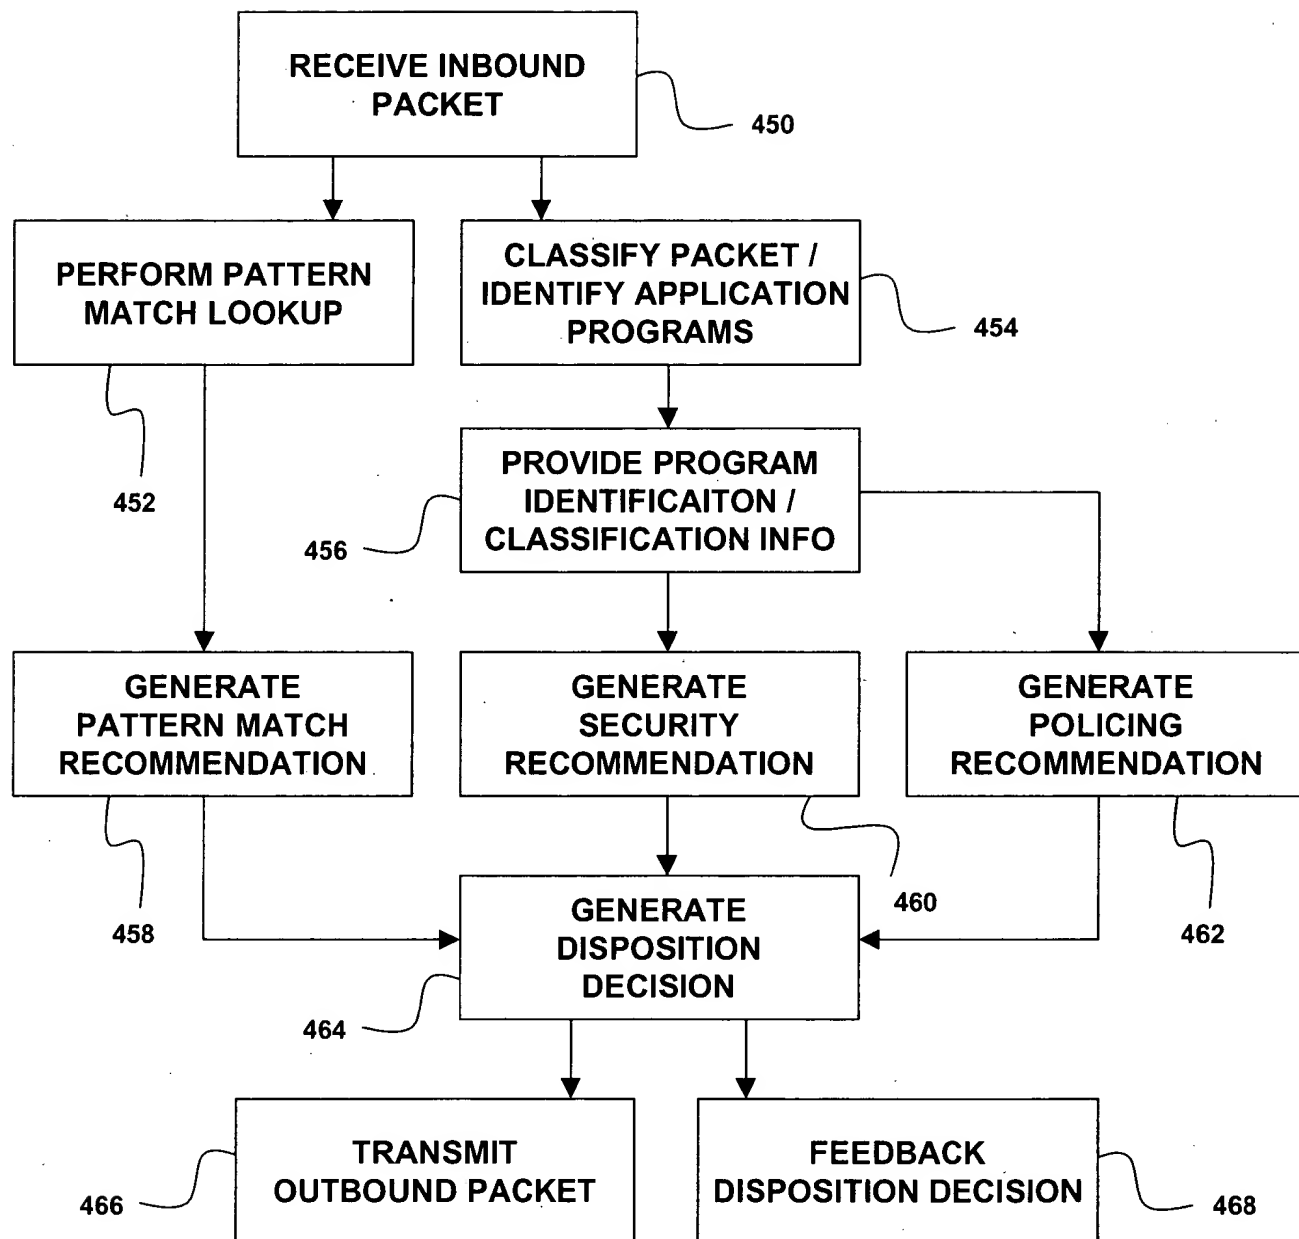 RECEIVE INBOUND
PACKET
450
PERFORM PATTERN
MATCH LOOKUP
452
CLASSIFY PACKET /
IDENTIFY APPLICATION
PROGRAMS
454
PROVIDE PROGRAM
IDENTIFICAITON /
CLASSIFICATION INFO
456
GENERATE
PATTERN MATCH
RECOMMENDATION
458
GENERATE
SECURITY
RECOMMENDATION
460
GENERATE
POLICING
RECOMMENDATION
462
GENERATE
DISPOSITION
DECISION
464
TRANSMIT
OUTBOUND PACKET
466
FEEDBACK
DISPOSITION DECISION
468